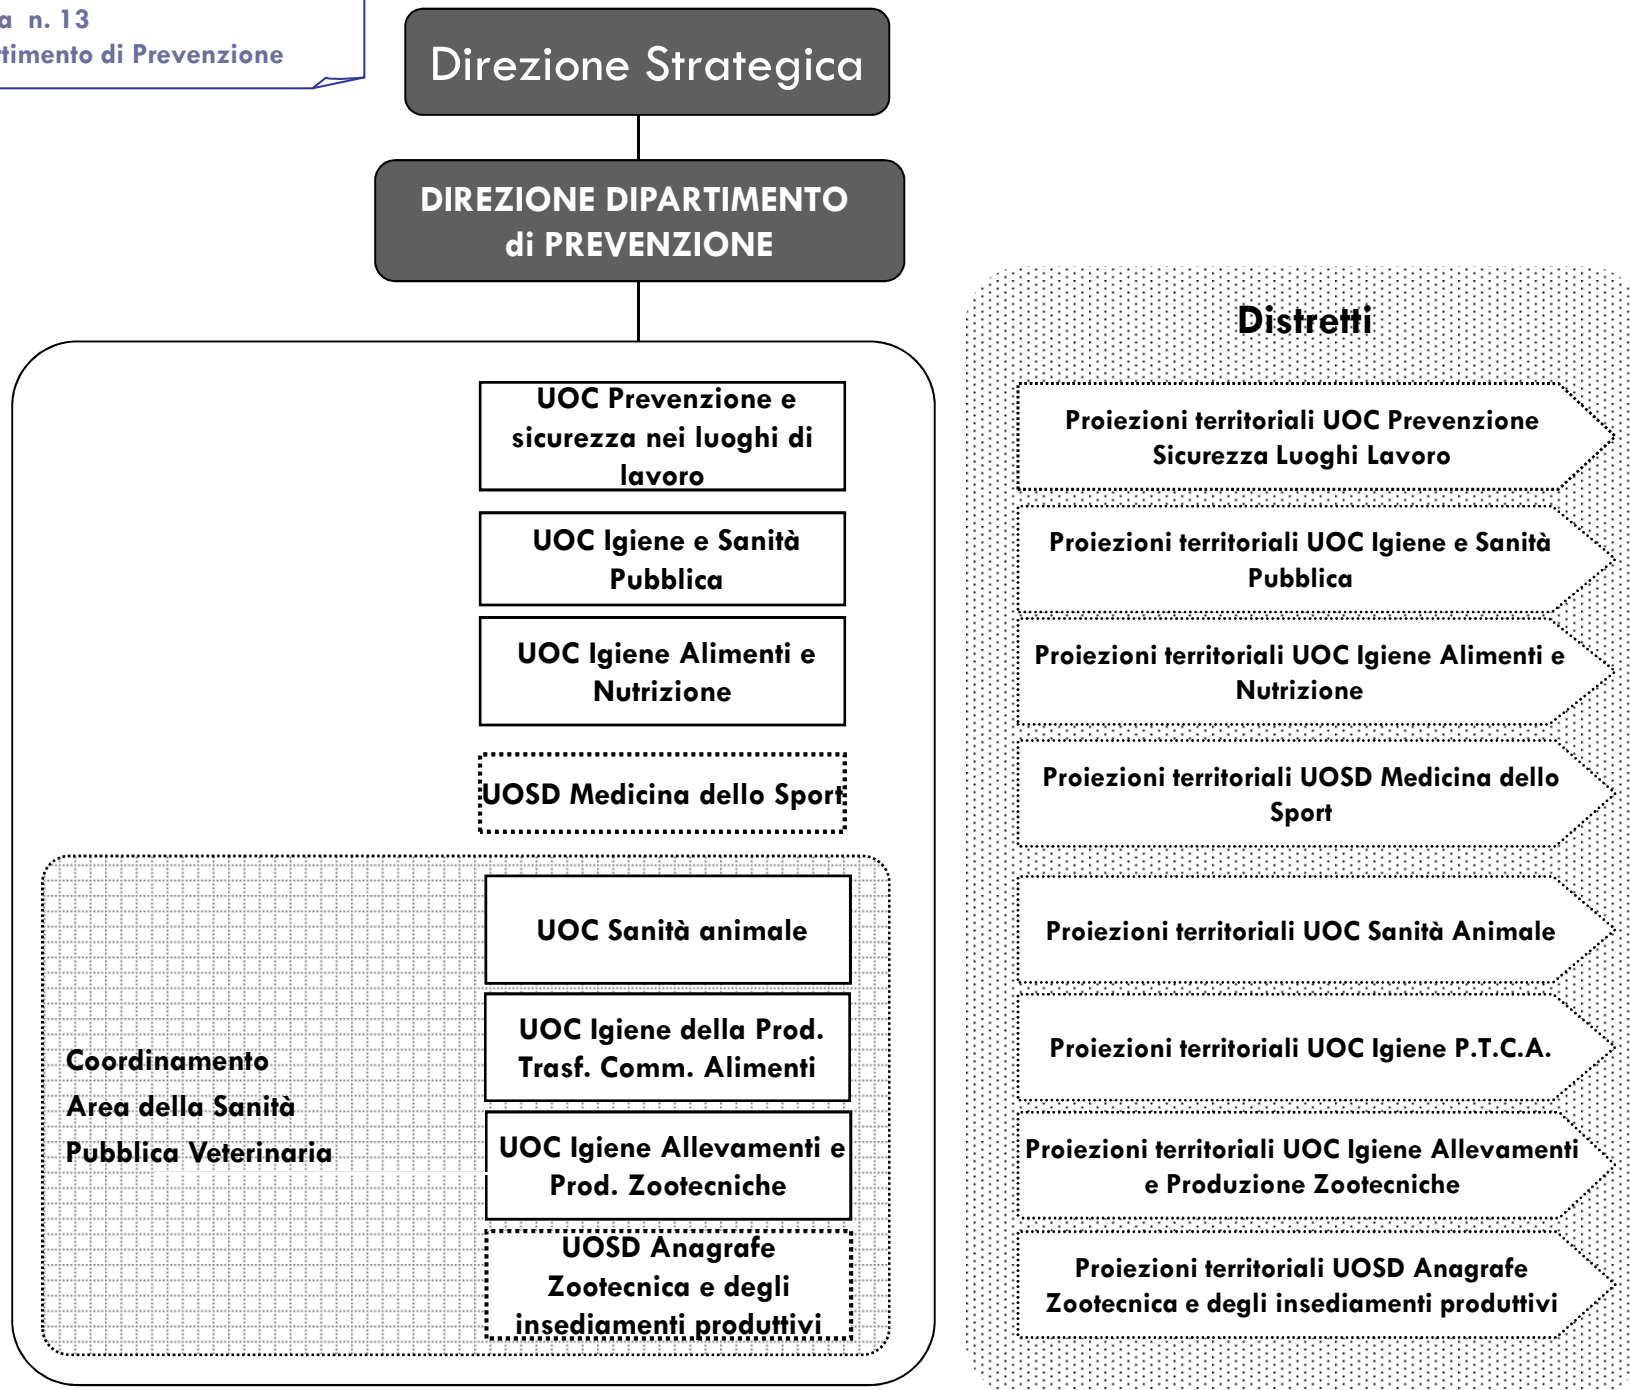 n. 13
di Prevenzione
Direzione Strategica
DIREZIONE DIPARTIMENTO
di PREVENZIONE
UOC Prevenzione e
sicurezza nei luoghi di
lavoro
UOC Igiene e Sanità
Pubblica
UOC Igiene Alimenti e
Nutrizione
UOSD Medicina dello Sport
Coordinamento
Area della Sanità
Pubblica Veterinaria
UOC Sanità animale
UOC Igiene della Prod.
Trasf. Comm. Alimenti
UOC Igiene Allevamenti e
Prod. Zootecniche
UOSD Anagrafe
Zootecnica e degli
insediamenti produttivi
Distretti
Proiezioni territoriali UOC Prevenzione
Sicurezza Luoghi Lavoro
Proiezioni territoriali UOC Igiene e Sanità
Pubblica
Proiezioni territoriali UOC Igiene Alimenti e
Nutrizione
Proiezioni territoriali UOSD Medicina dello
Sport
Proiezioni territoriali UOC Sanità Animale
Proiezioni territoriali UOC Igiene P.T.C.A.
Proiezioni territoriali UOC Igiene Allevamenti
e Produzione Zootecniche
Proiezioni territoriali UOSD Anagrafe
Zootecnica e degli insediamenti produttivi